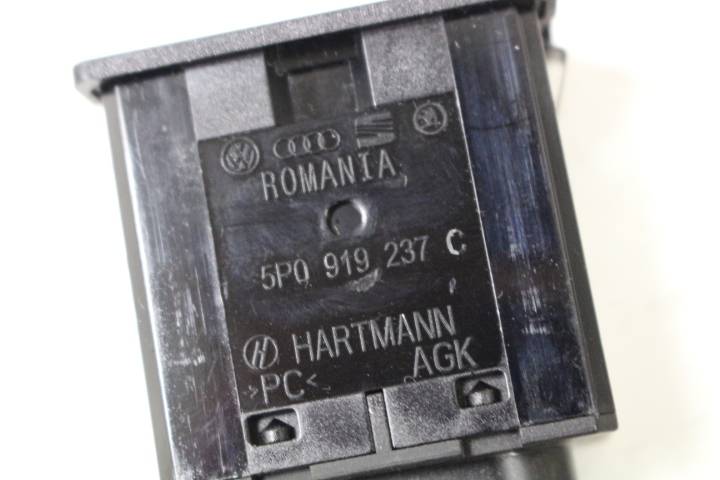 ROMANIA
5P0 919 237 C
HARTMANN
>PC< AGK